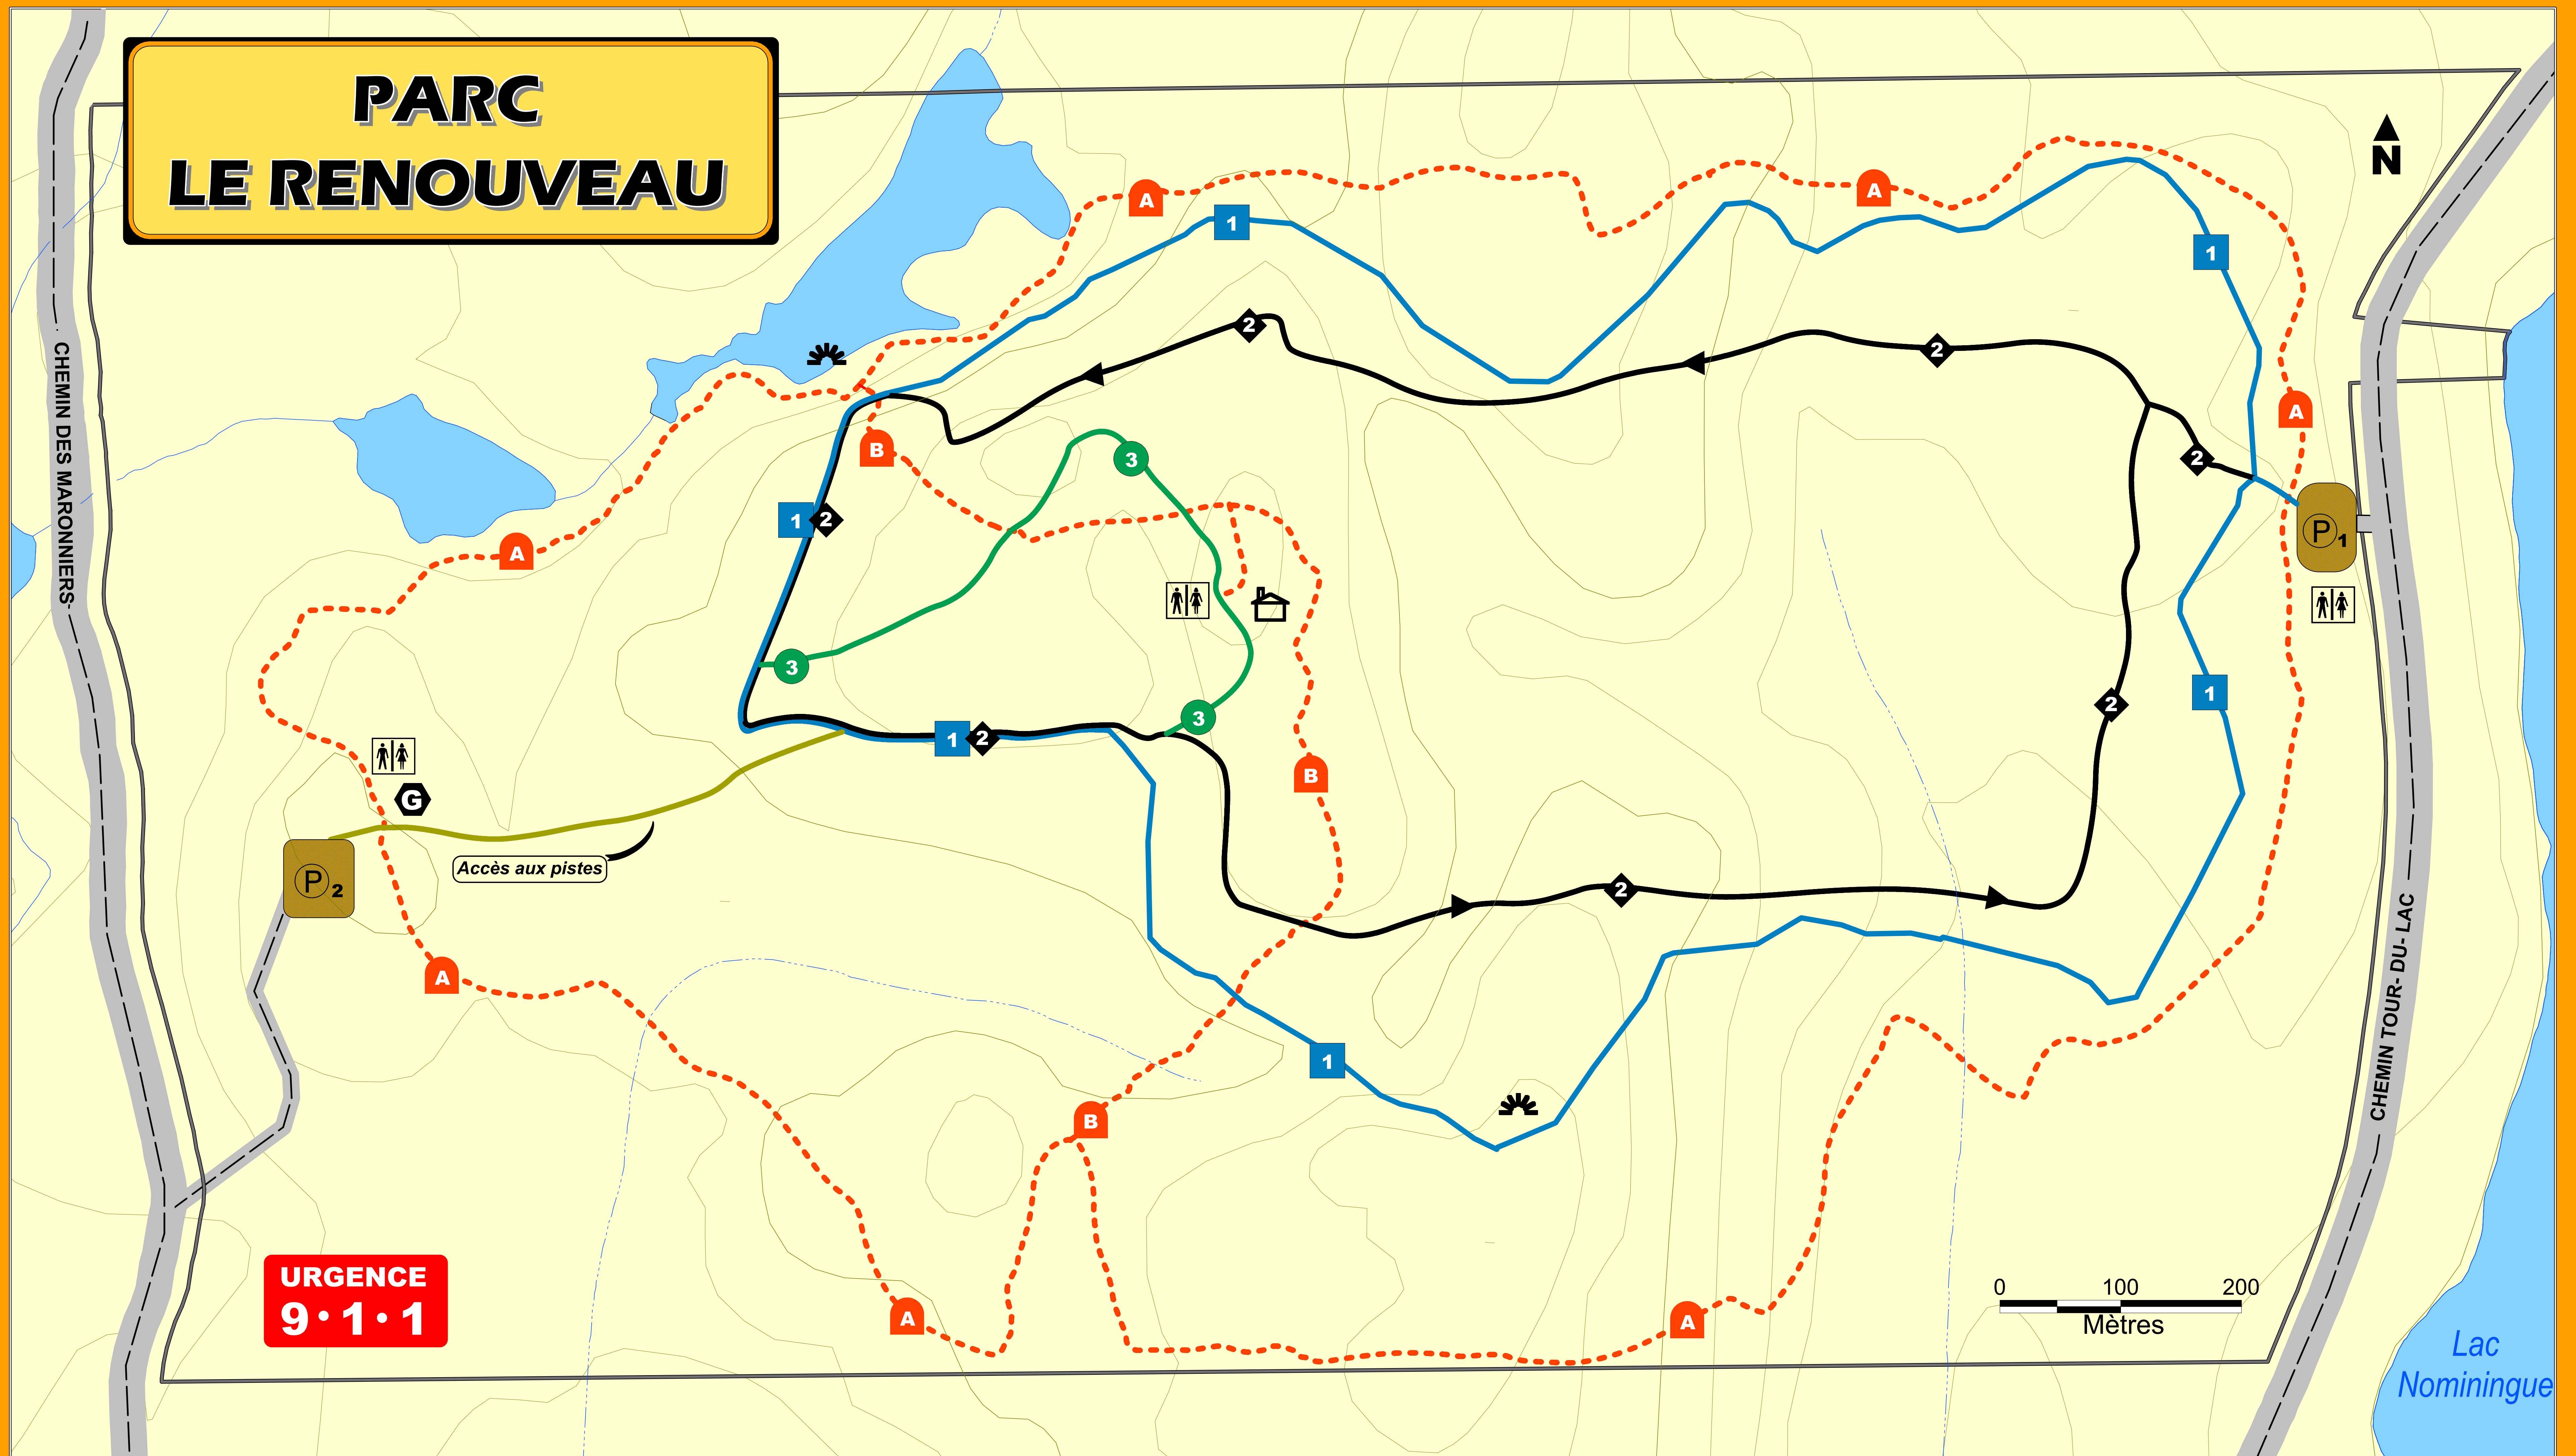 PARC
LE RENOUVEAU
N
A
A
1
1
2
2
A
B
2
3
1 2
P1
A
CHEMIN DES MARONNIERS
3
1
2
3
1 2
B
G
Accès aux pistes
P2
2
A
CHEMIN TOUR-DU-LAC
1
B
URGENCE
9·1·1
A
A
0 100 200
Mètres
Lac
Nominingue